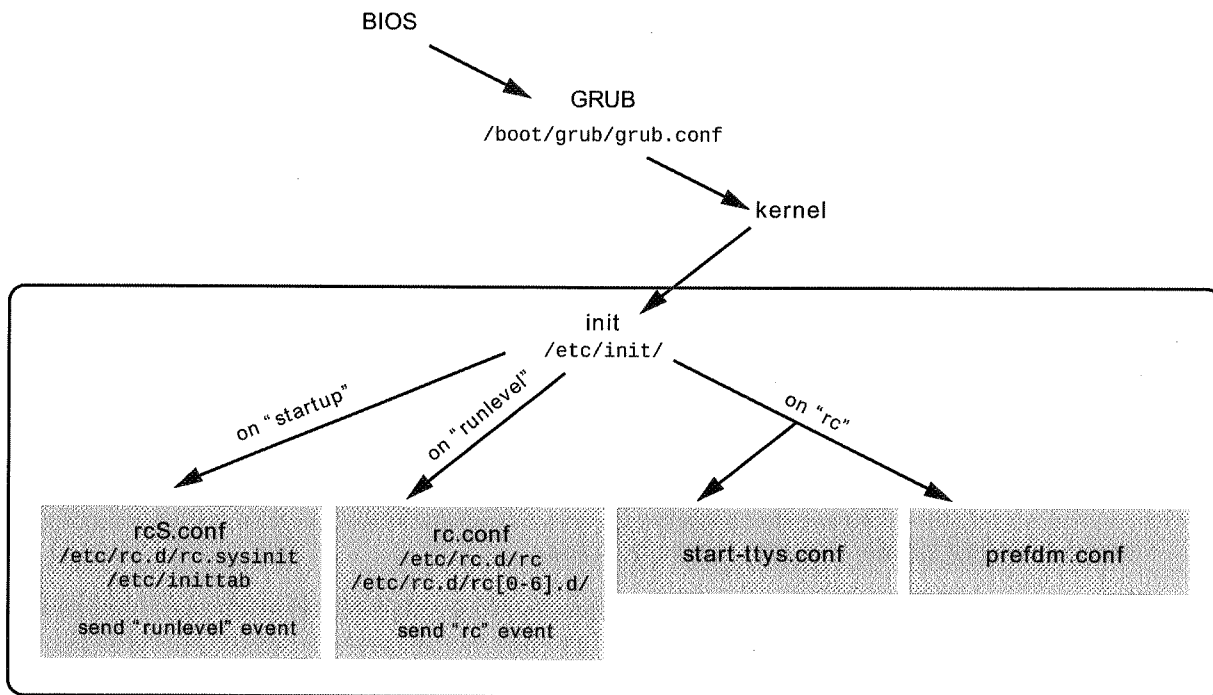 BIOS
GRUB
/boot/grub/grub.conf
kernel
init
/etc/init/
on “startup”
on “runlevel”
on “rc”
rcS.conf
/etc/rc.d/rc.sysinit
/etc/inittab
send “runlevel” event
rc.conf
/etc/rc.d/rc
/etc/rc.d/rc[0-6].d/
send “rc” event
start-ttys.conf
prefdm.conf